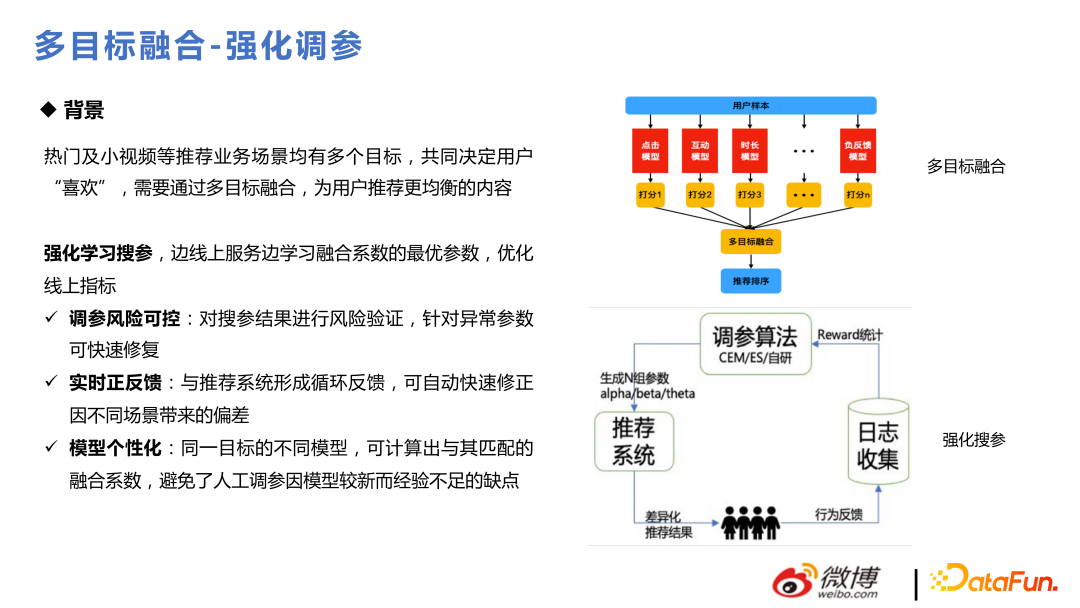 多目标融合-强化调参
◆ 背景
热门及小视频等推荐业务场景均有多个目标，共同决定用户
“喜欢”，需要通过多目标融合，为用户推荐更均衡的内容
强化学习搜参，边线上服务边学习融合系数的最优参数，优化
线上指标
✓ 调参风险可控：对搜参结果进行风险验证，针对异常参数
可快速修复
✓ 实时正反馈：与推荐系统形成循环反馈，可自动快速修正
因不同场景带来的偏差
✓ 模型个性化：同一目标的不同模型，可计算出与其匹配的
融合系数，避免了人工调参因模型较新而经验不足的缺点
用户样本
点击
模型
互动
模型
时长
模型
...
负反馈
模型
打分1
打分2
打分3
...
打分n
多目标融合
推荐排序
多目标融合
调参算法
CEM/ES/自研
Reward统计
生成N组参数
alpha/beta/theta
推荐
系统
日志
收集
强化搜参
差异化
推荐结果
行为反馈
微博
weibo.com
DataFun.